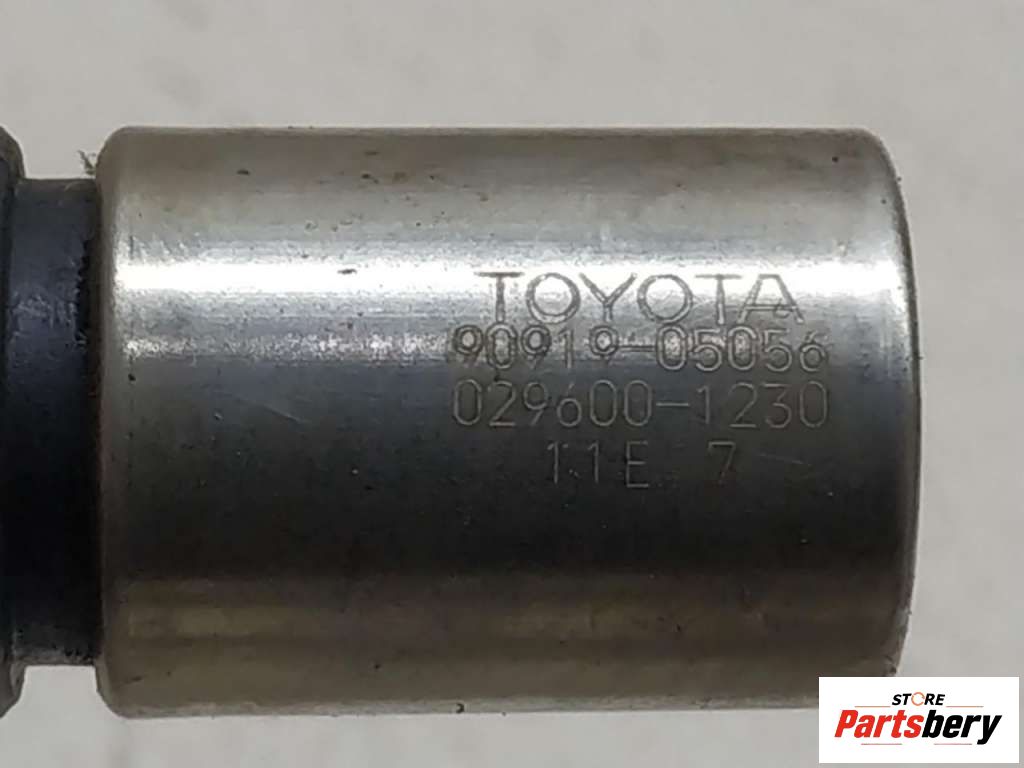 TOYOTA
90919-05056
029600-1230
11E 7
STORE
Partsbery